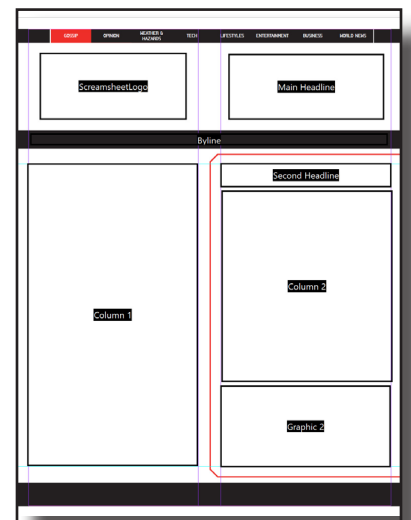 GOSSIP OPINION WEATHER & HAZARDS TECH LIFESTYLES ENTERTAINMENT BUSINESS WORLD NEWS
ScreamsheetLogo
Main Headline
Byline
Second Headline
Column 1
Column 2
Graphic 2